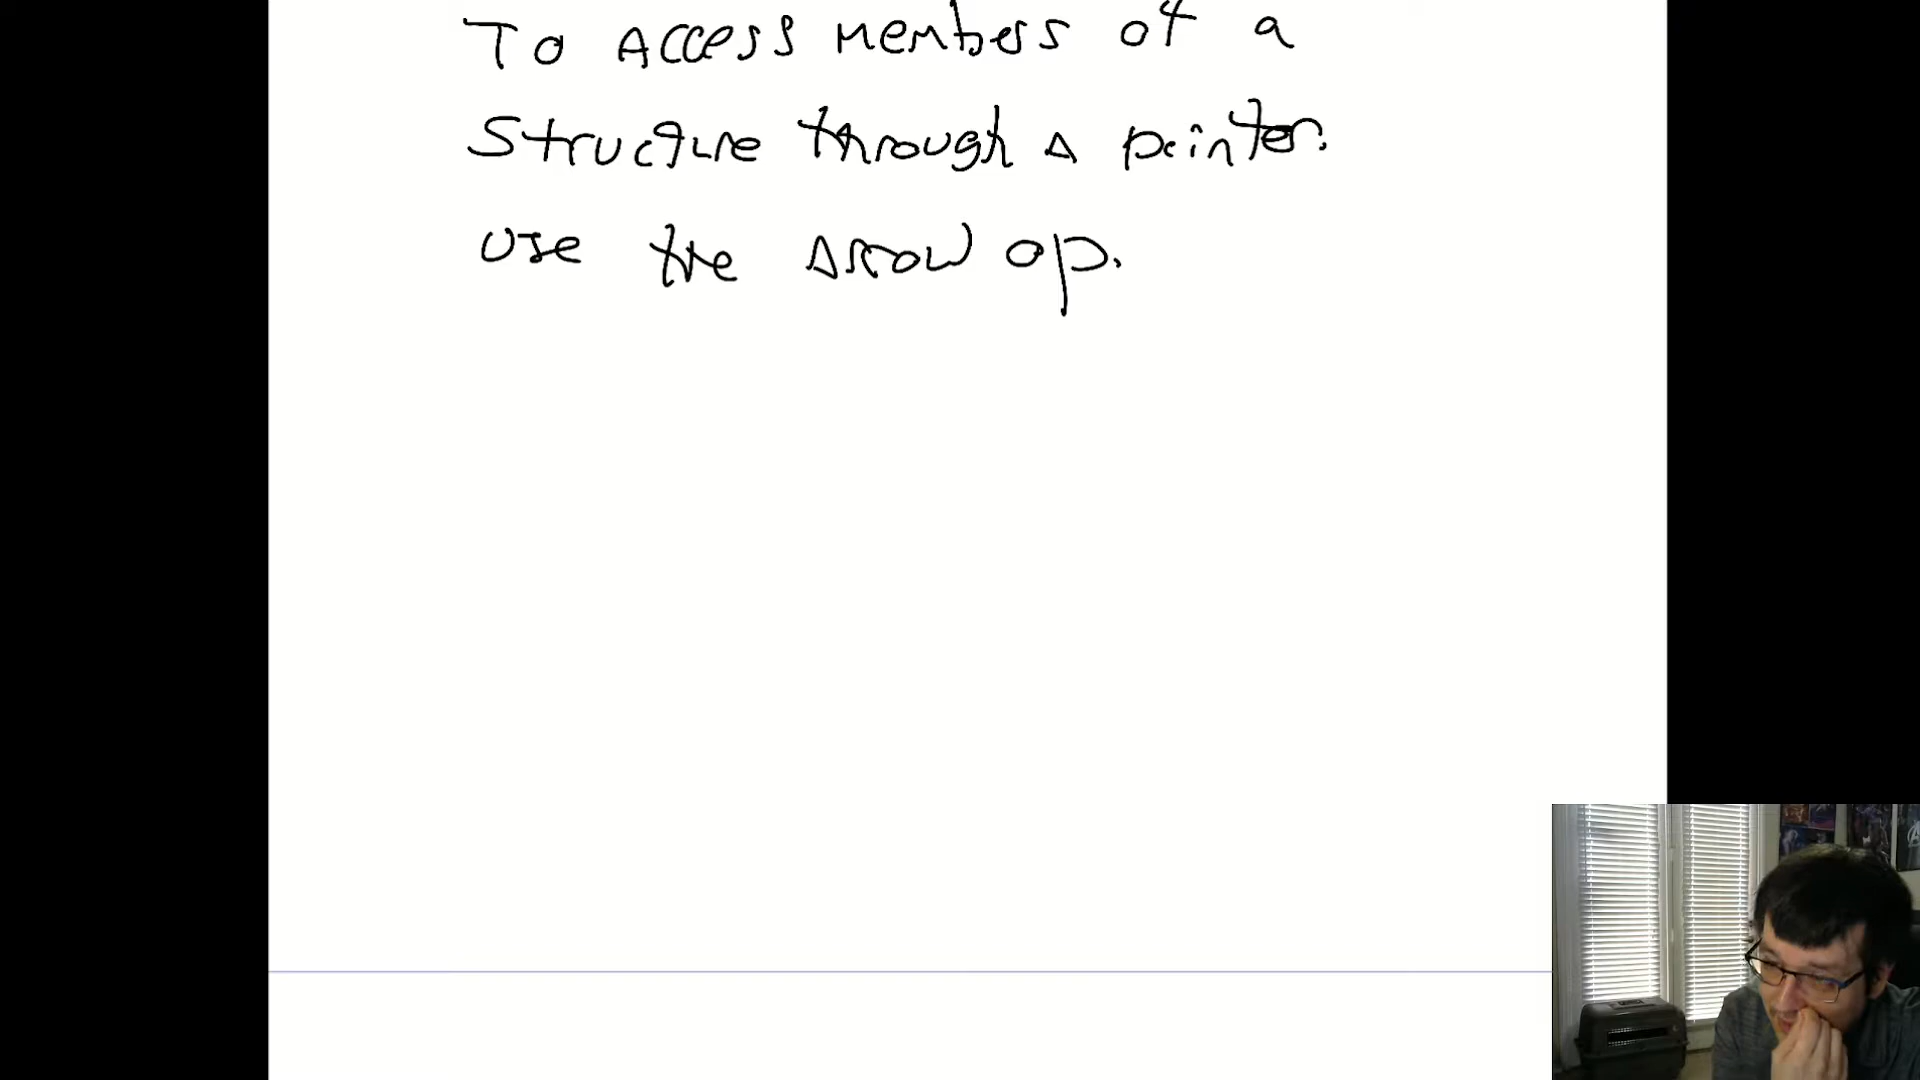 To Access members of a
Structure through a pointer.
use the Arrow op.